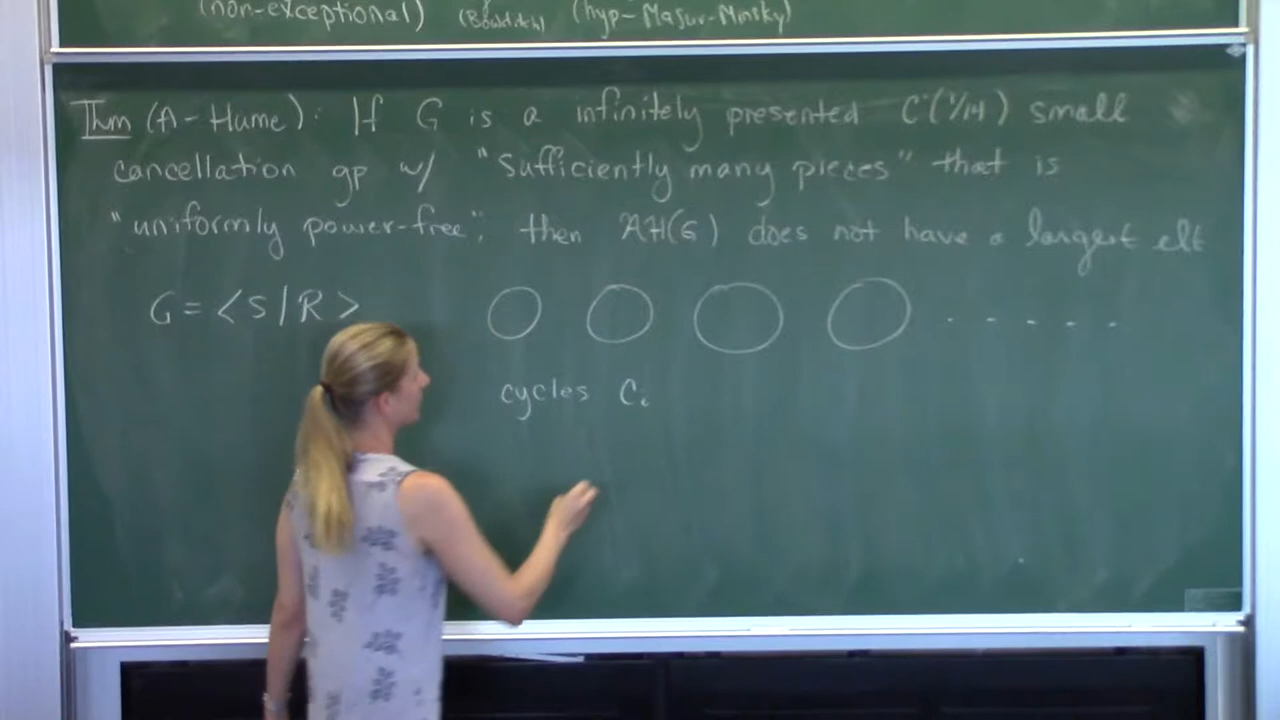 (non-exceptional) (Bowditch) (hyp-Masur-Minsky)
Thm (A-Hume): If G is a infinitely presented C'(1/14) small
cancellation gp w/ "sufficiently many pieces" that is
"uniformly power-free", then AH(G) does not have a largest elt
G = <S|R>
cycles Ci